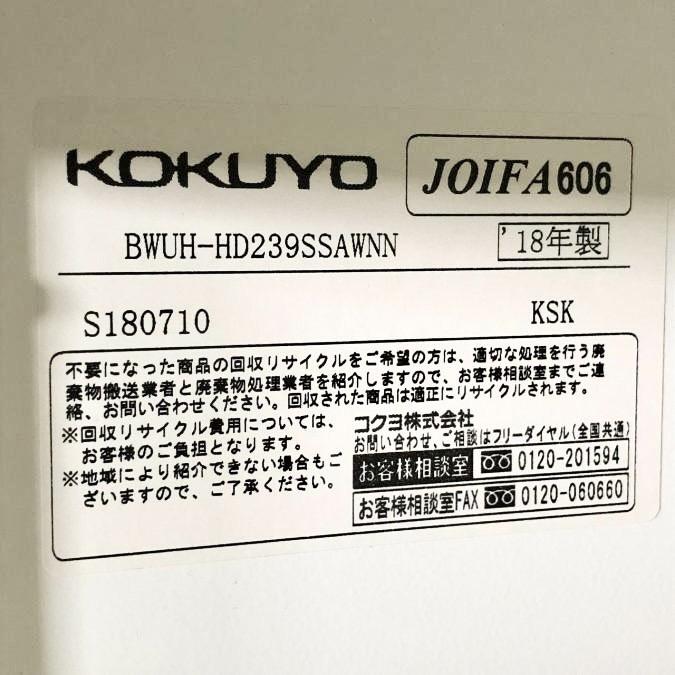 KOKUYO JOIFA606
BWUH-HD239SSAWNN '18年製
S180710 KSK
不要になった商品の回収リサイクルをご希望の方は、適切な処理を行う廃
棄物搬送業者と廃棄物処理業者を紹介しますので、お客様相談室までご連
絡、お問い合わせください。回収された商品は適正にリサイクルされます。
※回収リサイクル費用については、
お客様のご負担となります。
※地域により紹介できない場合もご
ざいますので、ご了承ください。
コクヨ株式会社
お問い合わせ、ご相談はフリーダイヤル(全国共通)
お客様相談室 0120-201594
お客様相談室FAX 0120-060660